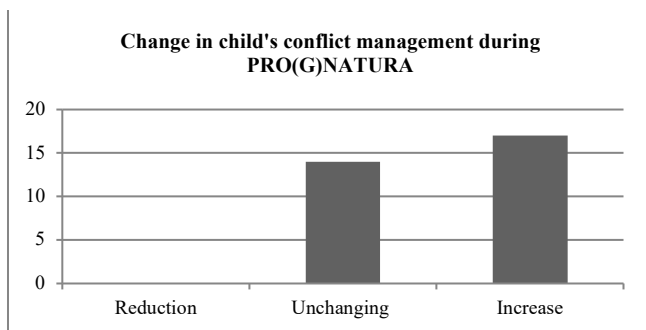 Change in child's conflict management during
PRO(G)NATURA
20
15
10
5
0
Reduction
Unchanging
Increase